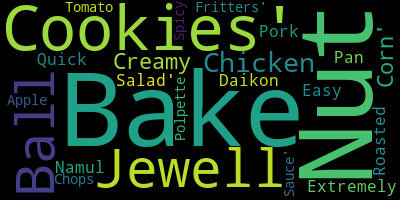 Tomato
Spicy
Fritters'
Cookies'
Pork
Nut
Corn'
Quick
Creamy
Chicken
Pan
Salad'
Daikon
Ball
Apple
Bake
Polpette
Easy
Roasted
Namul
Chops
Jewell
Sauce'
Extremely